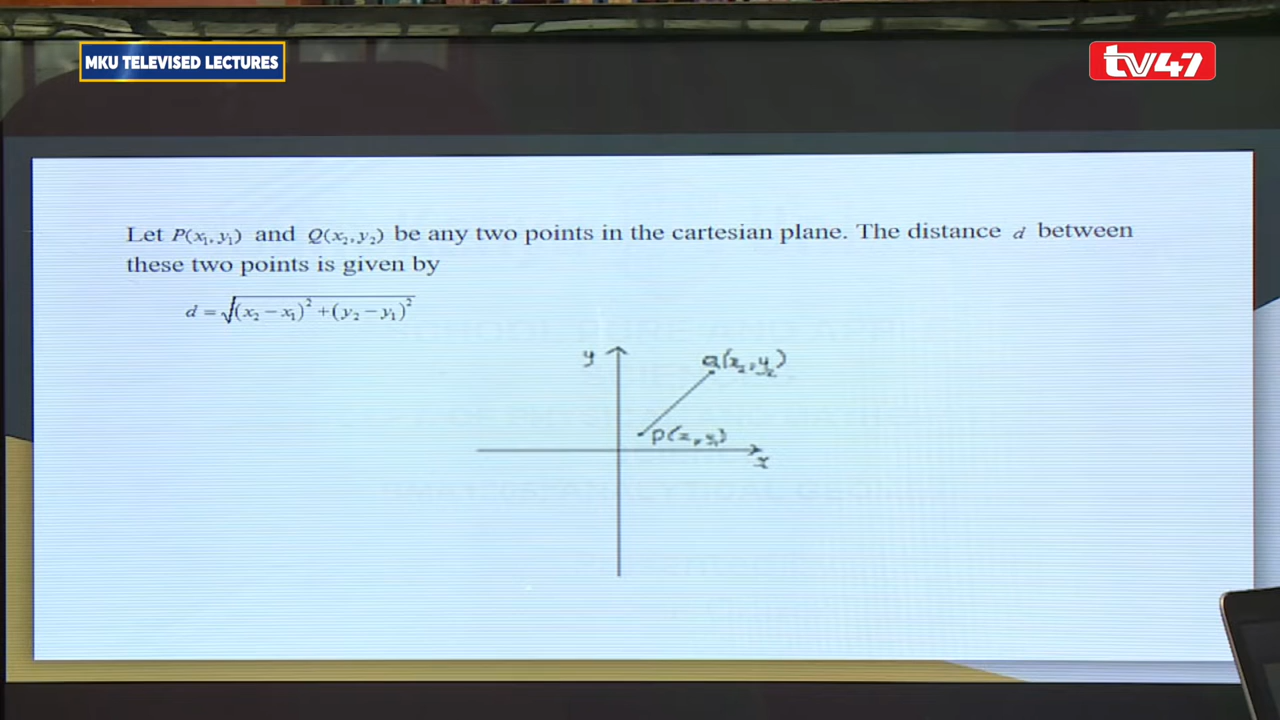 MKU TELEVISED LECTURES
tv47
Let P(x₁, y₁) and Q(x₂, y₂) be any two points in the cartesian plane. The distance d between
these two points is given by
d = √(x₂ − x₁)² + (y₂ − y₁)²
y
Q(x₂, y₂)
P(x₁, y₁)
x